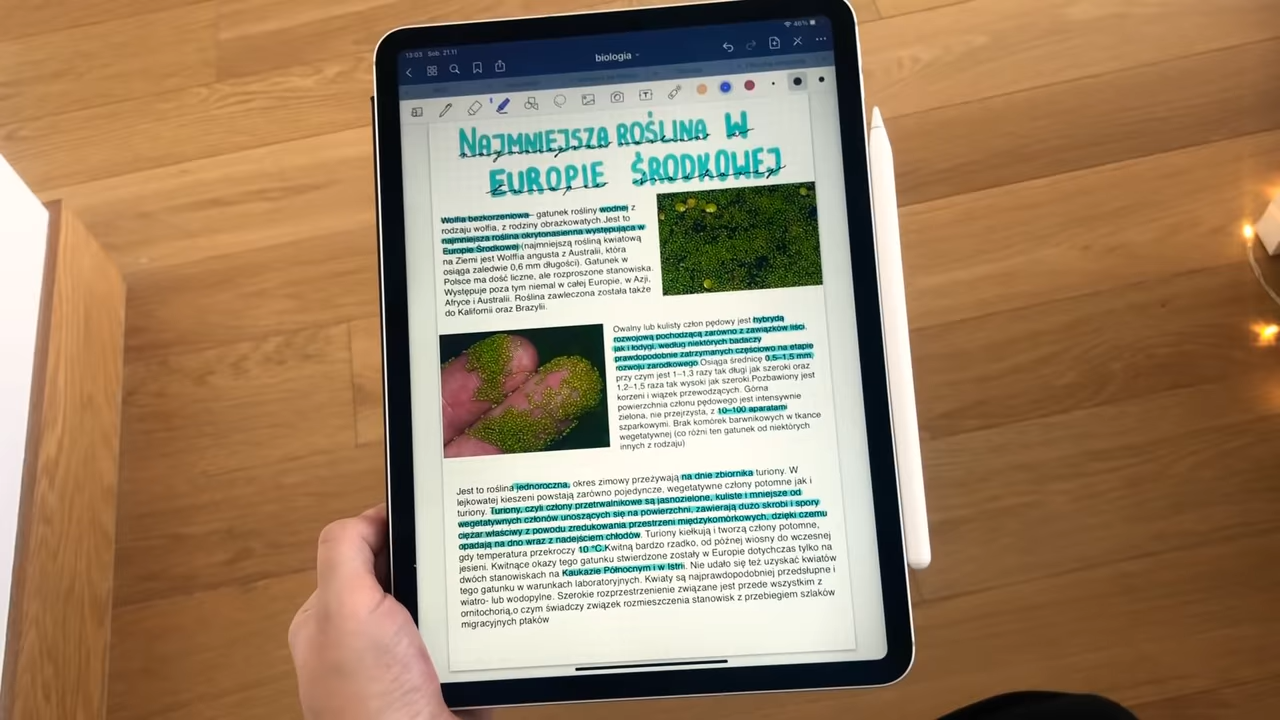 13:03 Sob. 21.11
46%
biologia
NAJMNIEJSZA ROŚLINA W
najmniejsza roślina w
EUROPIE ŚRODKOWEJ
Europie środkowej
Wolfia bezkorzeniowa– gatunek rośliny wodnej z
rodzaju wolfia, z rodziny obrazkowatych.Jest to
najmniejsza roślina okrytonasienna występująca w
Europie Środkowej (najmniejszą rośliną kwiatową
na Ziemi jest Wolffia angusta z Australii, która
osiąga zaledwie 0,6 mm długości). Gatunek w
Polsce ma dość liczne, ale rozproszone stanowiska.
Występuje poza tym niemal w całej Europie, w Azji,
Afryce i Australii. Roślina zawleczona została także
do Kalifornii oraz Brazylii.
Owalny lub kulisty człon pędowy jest hybrydą
rozwojową pochodzącą zarówno z zawiązków liści,
jak i łodygi, według niektórych badaczy
prawdopodobnie zatrzymanych częściowo na etapie
rozwoju zarodkowego.Osiąga średnicę 0,5–1,5 mm,
przy czym jest 1–1,3 razy tak długi jak szeroki oraz
1,2–1,5 raza tak wysoki jak szeroki.Pozbawiony jest
korzeni i wiązek przewodzących. Górna
powierzchnia członu pędowego jest intensywnie
zielona, nie przejrzysta, z 10–100 aparatami
szparkowymi. Brak komórek barwnikowych w tkance
wegetatywnej (co różni ten gatunek od niektórych
innych z rodzaju)
Jest to roślina jednoroczna, okres zimowy przeżywają na dnie zbiornika turiony. W
lejkowatej kieszeni powstają zarówno pojedyncze, wegetatywne człony potomne jak i
turiony. Turiony, czyli człony przetrwalnikowe są jasnozielone, kuliste i mniejsze od
wegetatywnych członów unoszących się na powierzchni, zawierają dużo skrobi i spory
ciężar właściwy z powodu zredukowania przestrzeni międzykomórkowych, dzięki czemu
opadają na dno wraz z nadejściem chłodów. Turiony kiełkują i tworzą człony potomne,
gdy temperatura przekroczy 10 °C.Kwitną bardzo rzadko, od późnej wiosny do wczesnej
jesieni. Kwitnące okazy tego gatunku stwierdzone zostały w Europie dotychczas tylko na
dwóch stanowiskach na Kaukazie Północnym i w Istrii. Nie udało się też uzyskać kwiatów
tego gatunku w warunkach laboratoryjnych. Kwiaty są najprawdopodobniej przedsłupne i
wiatro- lub wodopylne. Szerokie rozprzestrzenienie związane jest przede wszystkim z
ornitochorią,o czym świadczy związek rozmieszczenia stanowisk z przebiegiem szlaków
migracyjnych ptaków